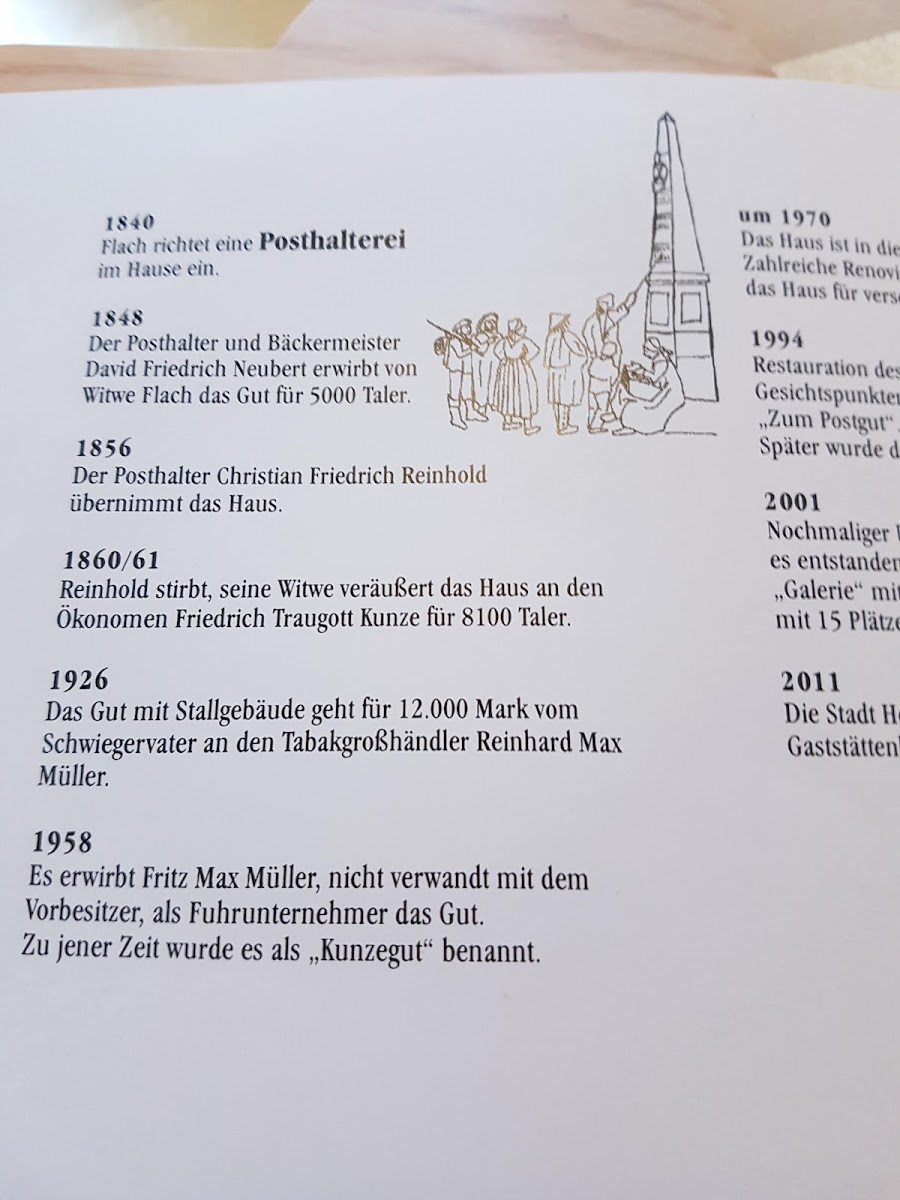 1840
Flach richtet eine Posthalterei
im Hause ein.
1848
Der Posthalter und Bäckermeister
David Friedrich Neubert erwirbt von
Witwe Flach das Gut für 5000 Taler.
1856
Der Posthalter Christian Friedrich Reinhold
übernimmt das Haus.
1860/61
Reinhold stirbt, seine Witwe veräußert das Haus an den
Ökonomen Friedrich Traugott Kunze für 8100 Taler.
1926
Das Gut mit Stallgebäude geht für 12.000 Mark vom
Schwiegervater an den Tabakgroßhändler Reinhard Max
Müller.
1958
Es erwirbt Fritz Max Müller, nicht verwandt mit dem
Vorbesitzer, als Fuhrunternehmer das Gut.
Zu jener Zeit wurde es als „Kunzegut“ benannt.
um 1970
Das Haus ist in die
Zahlreiche Renovi
das Haus für vers
1994
Restauration des
Gesichtspunkte
„Zum Postgut“
Später wurde d
2001
Nochmaliger
es entstanden
„Galerie“ mit
mit 15 Plätze
2011
Die Stadt H
Gaststätten